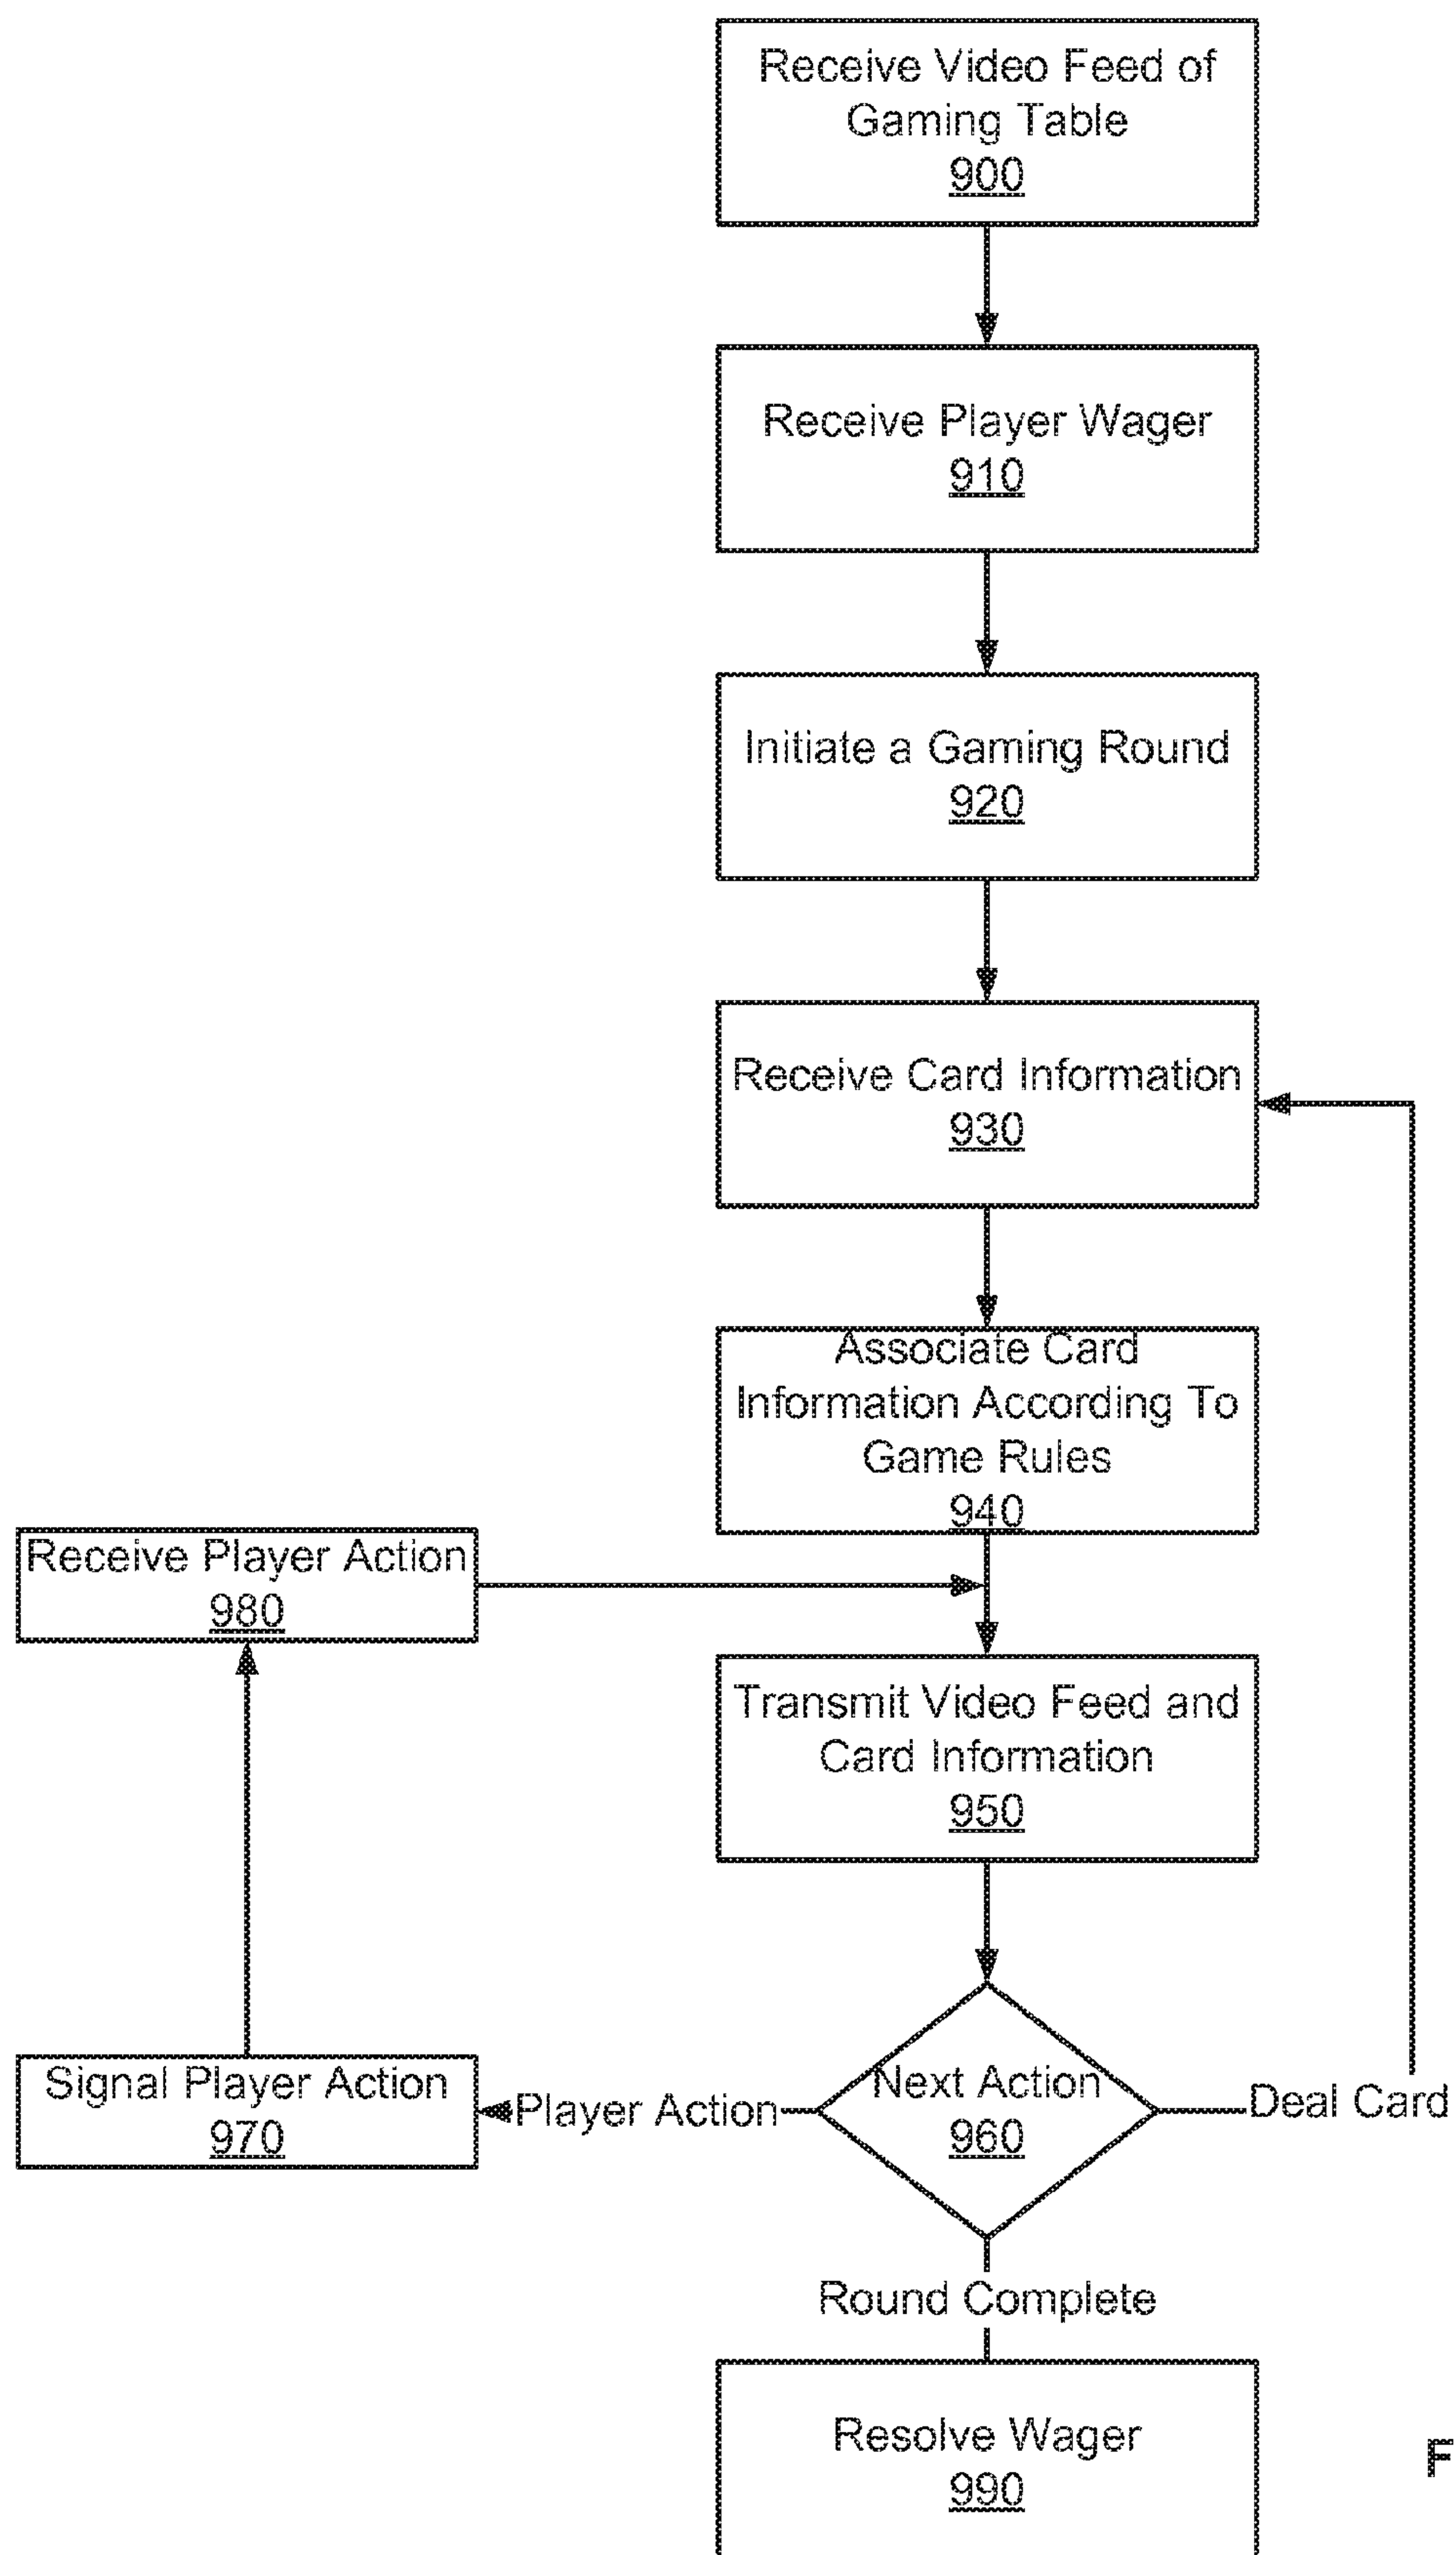 Receive Video Feed of
Gaming Table
900
Receive Player Wager
910
Initiate a Gaming Round
920
Receive Card Information
930
Associate Card
Information According To
Game Rules
940
Receive Player Action
980
Transmit Video Feed and
Card Information
950
Signal Player Action
970
Player Action
Next Action
960
Deal Card
Round Complete
Resolve Wager
990
F